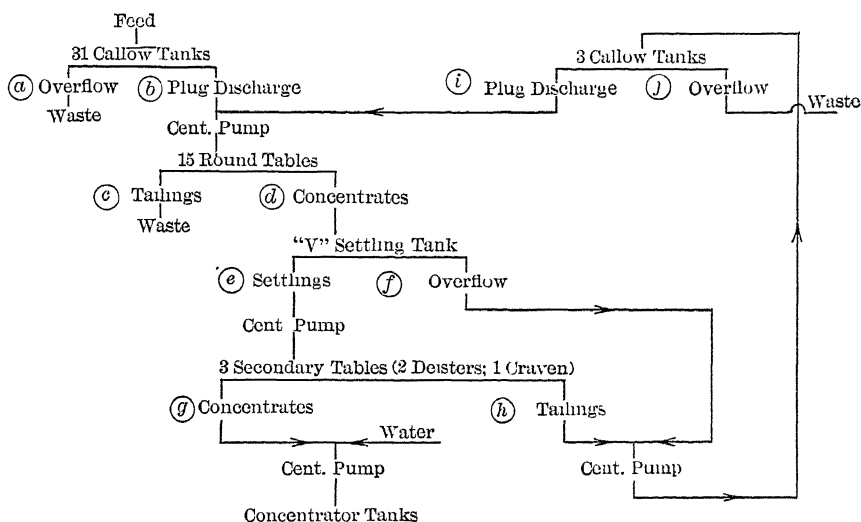 Feed
31 Callow Tanks
3 Callow Tanks
a Overflow b Plug Discharge
i Plug Discharge j Overflow
Waste
Waste
Cent. Pump
15 Round Tables
c Tailings d Concentrates
Waste
"V" Settling Tank
e Settlings f Overflow
Cent Pump
3 Secondary Tables (2 Deisters; 1 Craven)
g Concentrates h Tailings
Water
Cent. Pump Cent. Pump
Concentrator Tanks